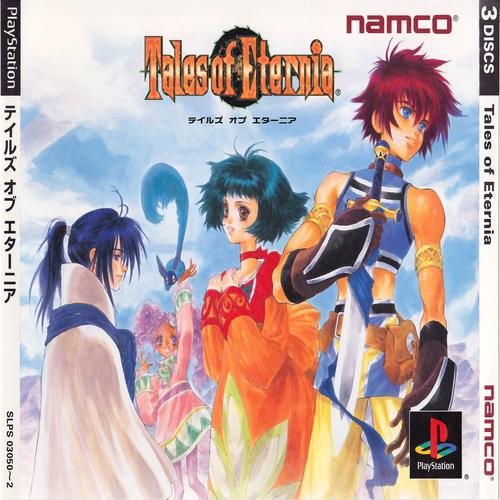 PlayStation
テイルズ オブ エターニア
SLPS 03050~2
namco®
Tales of Eternia®
テイルズ オブ エターニア
PlayStation
®
3 DISCS
Tales of Eternia
namco®